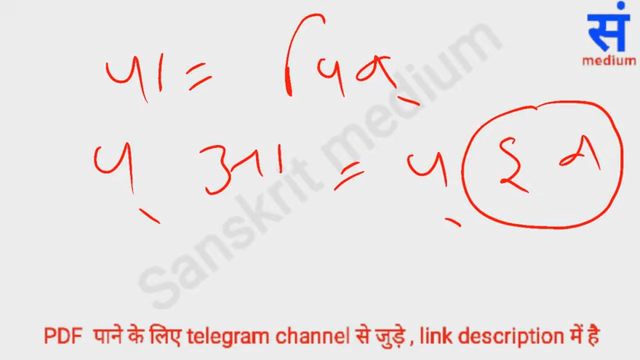 सं
medium
पा = पिब्
प् आ = प् इ ब
Sanskrit medium
PDF पाने के लिए telegram channel से जुड़े , link description में है